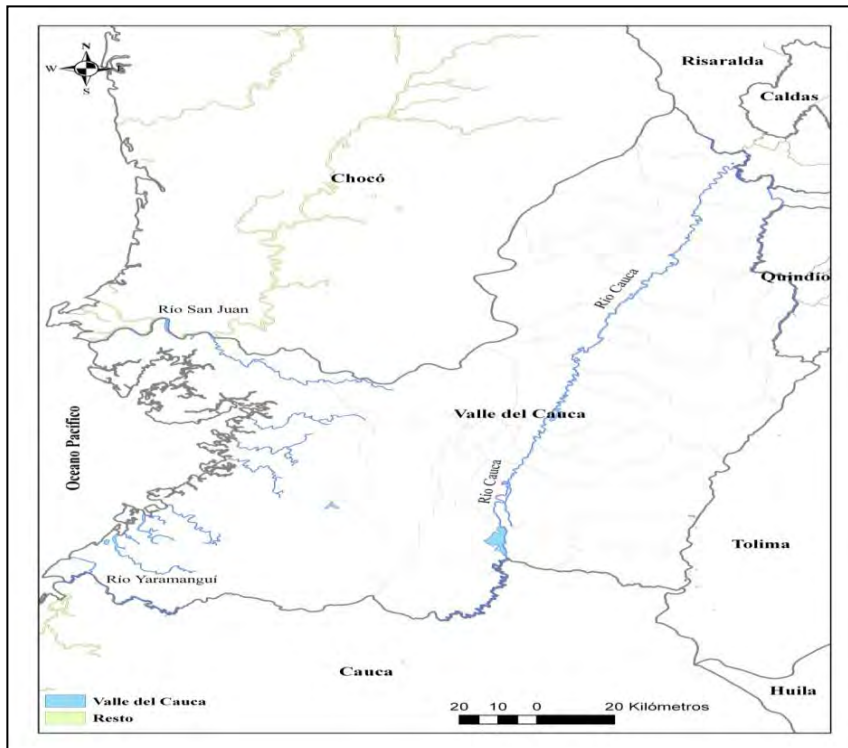 N
W
S
Risaralda
Caldas
Chocó
Quindío
Río Cauca
Río San Juan
Valle del Cauca
Oceano Pacífico
Río Cauca
Tolima
Río Yaramanguí
Cauca
Huila
Valle del Cauca
Resto
20 10 0 20 Kilómetros